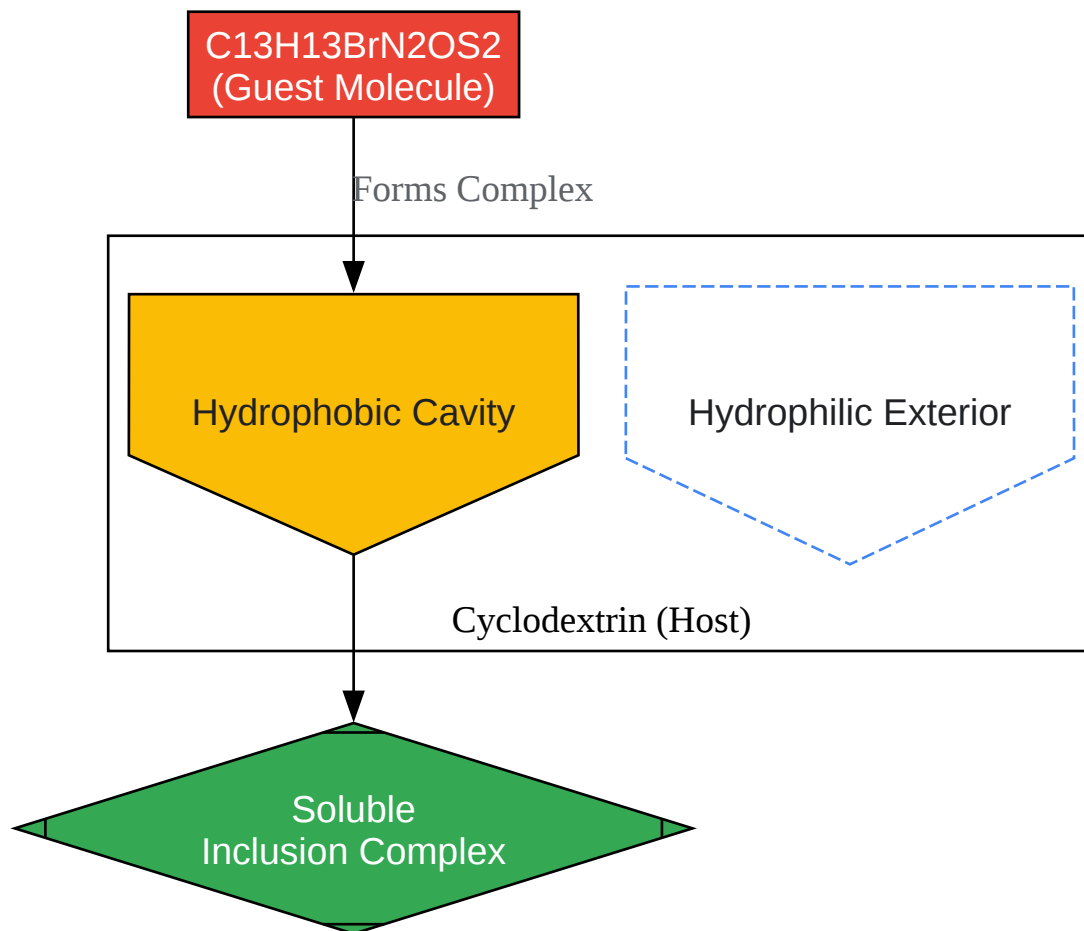 C13H13BrN2OS2
(Guest Molecule)
Forms Complex
Hydrophobic Cavity
Hydrophilic Exterior
Cyclodextrin (Host)
Soluble
Inclusion Complex